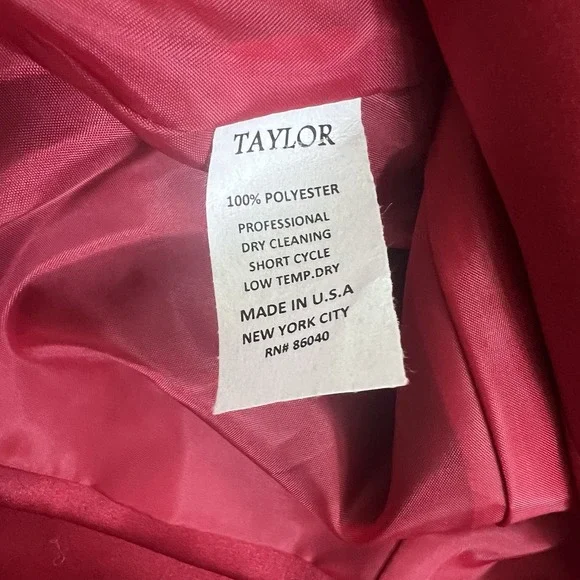 TAYLOR
100% POLYESTER
PROFESSIONAL
DRY CLEANING
SHORT CYCLE
LOW TEMP.DRY
MADE IN U.S.A
NEW YORK CITY
RN# 86040